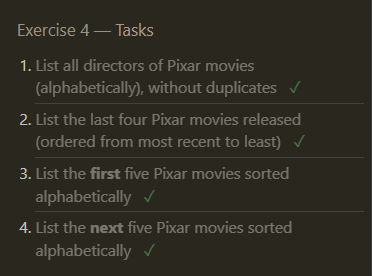 Exercise 4 — Tasks
1. List all directors of Pixar movies
(alphabetically), without duplicates ✓
2. List the last four Pixar movies released
(ordered from most recent to least) ✓
3. List the first five Pixar movies sorted
alphabetically ✓
4. List the next five Pixar movies sorted
alphabetically ✓